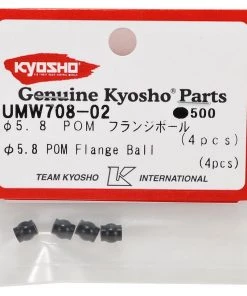 KYOSHO
Genuine Kyosho Parts
UMW708-02 500
φ5.8 POM フランジボール
(4pcs)
φ5.8 POM Flange Ball
(4pcs)
TEAM KYOSHO K INTERNATIONAL